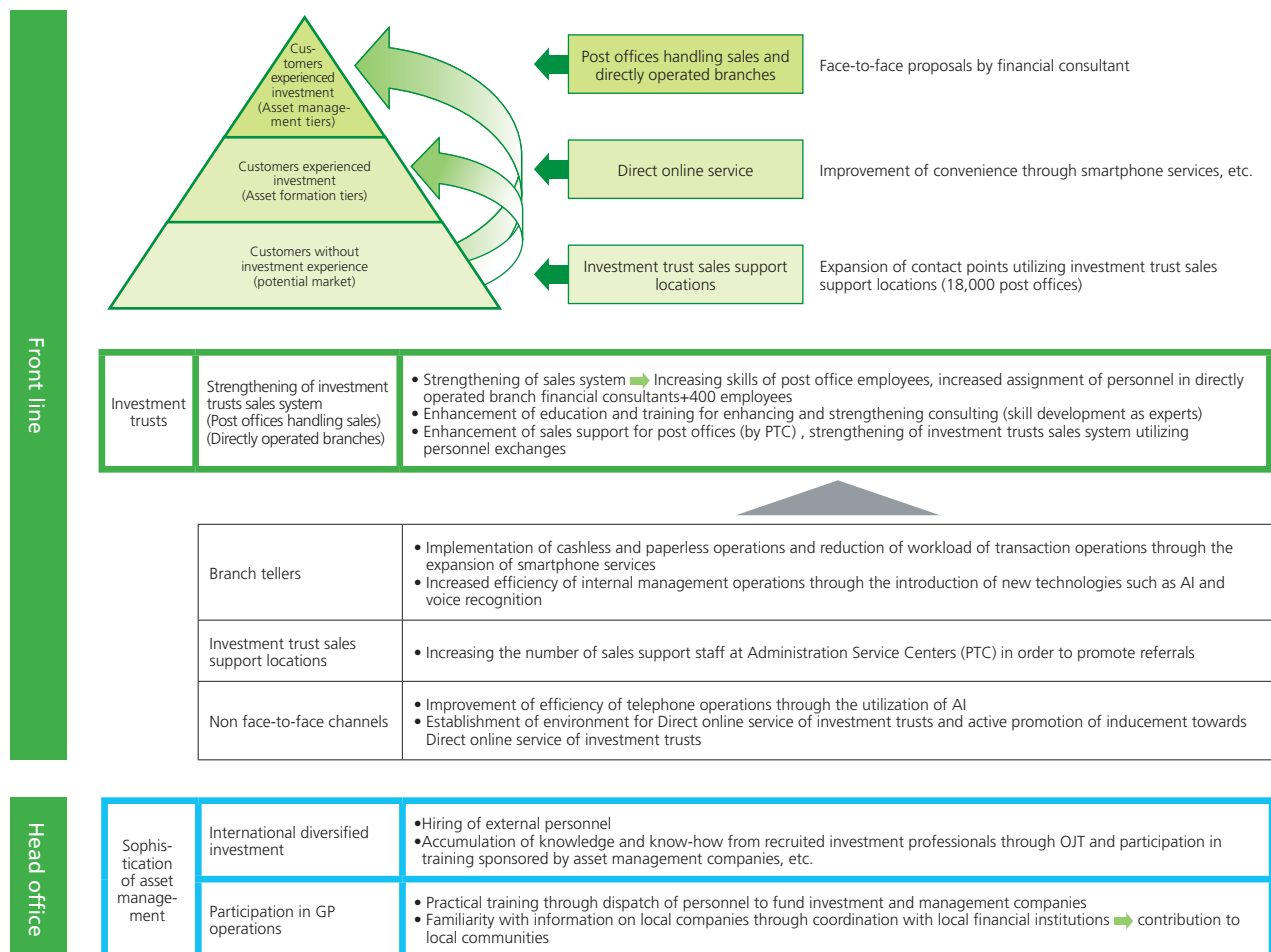 Front line
Cus-
tomers
experienced
investment
(Asset manage-
ment tiers)
Customers experienced
investment
(Asset formation tiers)
Customers without
investment experience
(potential market)
Post offices handling sales and
directly operated branches
Face-to-face proposals by financial consultant
Direct online service
Improvement of convenience through smartphone services, etc.
Investment trust sales support
locations
Expansion of contact points utilizing investment trust sales
support locations (18,000 post offices)
Investment
trusts
Strengthening of investment
trusts sales system
(Post offices handling sales)
(Directly operated branches)
• Strengthening of sales system ➡ Increasing skills of post office employees, increased assignment of personnel in directly
operated branch financial consultants+400 employees
• Enhancement of education and training for enhancing and strengthening consulting (skill development as experts)
• Enhancement of sales support for post offices (by PTC) , strengthening of investment trusts sales system utilizing
personnel exchanges
Branch tellers
• Implementation of cashless and paperless operations and reduction of workload of transaction operations through the
expansion of smartphone services
• Increased efficiency of internal management operations through the introduction of new technologies such as AI and
voice recognition
Investment trust sales
support locations
• Increasing the number of sales support staff at Administration Service Centers (PTC) in order to promote referrals
Non face-to-face channels
• Improvement of efficiency of telephone operations through the utilization of AI
• Establishment of environment for Direct online service of investment trusts and active promotion of inducement towards
Direct online service of investment trusts
Head office
Sophis-
tication
of asset
manage-
ment
International diversified
investment
•Hiring of external personnel
•Accumulation of knowledge and know-how from recruited investment professionals through OJT and participation in
training sponsored by asset management companies, etc.
Participation in GP
operations
• Practical training through dispatch of personnel to fund investment and management companies
• Familiarity with information on local companies through coordination with local financial institutions ➡ contribution to
local communities